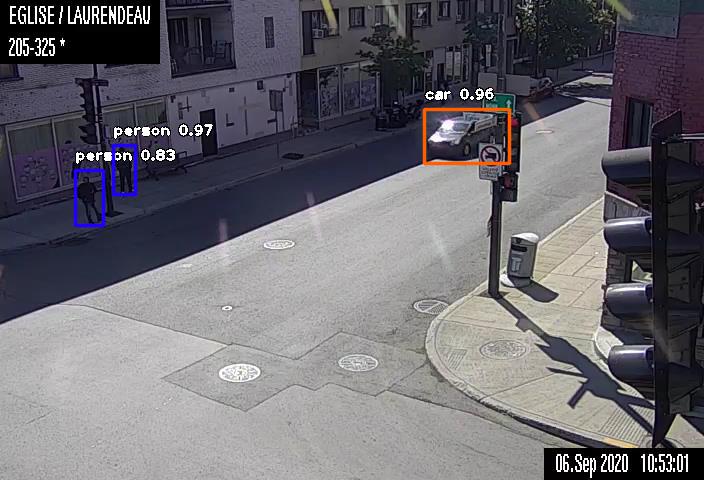 EGLISE / LAURENDEAU
205-325 *
car 0.96
person 0.97
person 0.83
06.Sep 2020 10:53:01